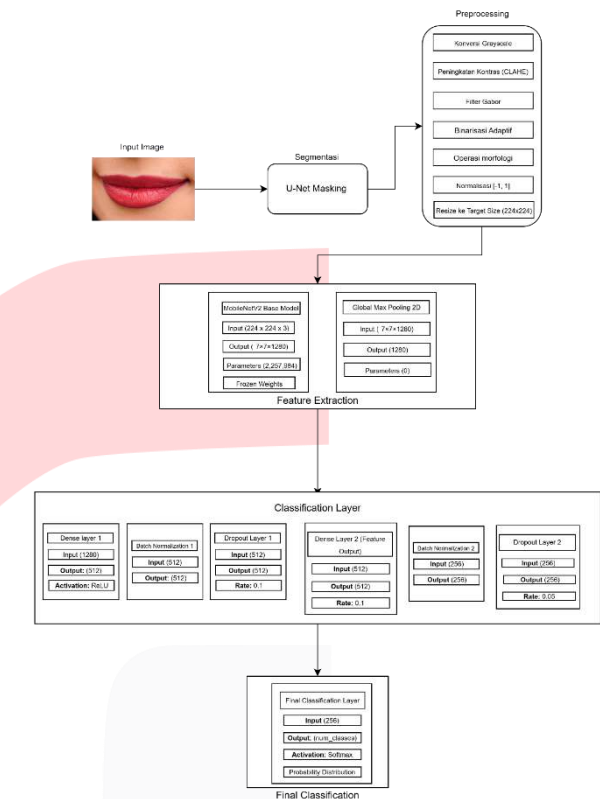 Preprocessing
Konversi Greyscale
Peningkatan Kontras (CLAHE)
Filter Gabor
Binarisasi Adaptif
Operasi morfologi
Normalisasi [-1, 1]
Resize ke Target Size (224x224)
Input Image
Segmentasi
U-Net Masking
MobileNetV2 Base Model
Input (224 x 224 x 3)
Output ( 7×7×1280)
Parameters (2,257,984)
Frozen Weights
Global Max Pooling 2D
Input ( 7×7×1280)
Output (1280)
Parameters (0)
Feature Extraction
Classification Layer
Dense layer 1
Input (1280)
Output: (512)
Activation: ReLU
Batch Normalization 1
Input (512)
Output: (512)
Dropout Layer 1
Input (512)
Output (512)
Rate: 0.1
Dense Layer 2 (Feature
Output)
Input (512)
Output (512)
Rate: 0.1
Batch Normalization 2
Input (256)
Output (256)
Dropout Layer 2
Input (256)
Output (256)
Rate: 0.05
Final Classification Layer
Input (256)
Output: (num_classes)
Activation: Softmax
Probability Distribution
Final Classification